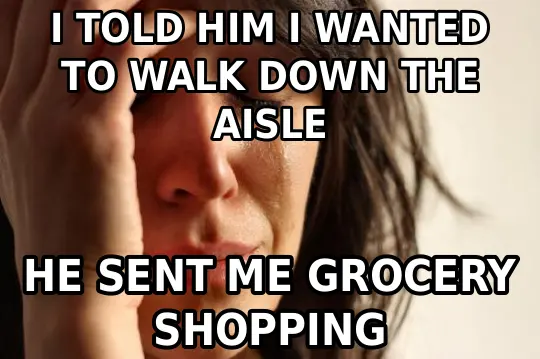 I TOLD HIM I WANTED
TO WALK DOWN THE
AISLE
HE SENT ME GROCERY
SHOPPING